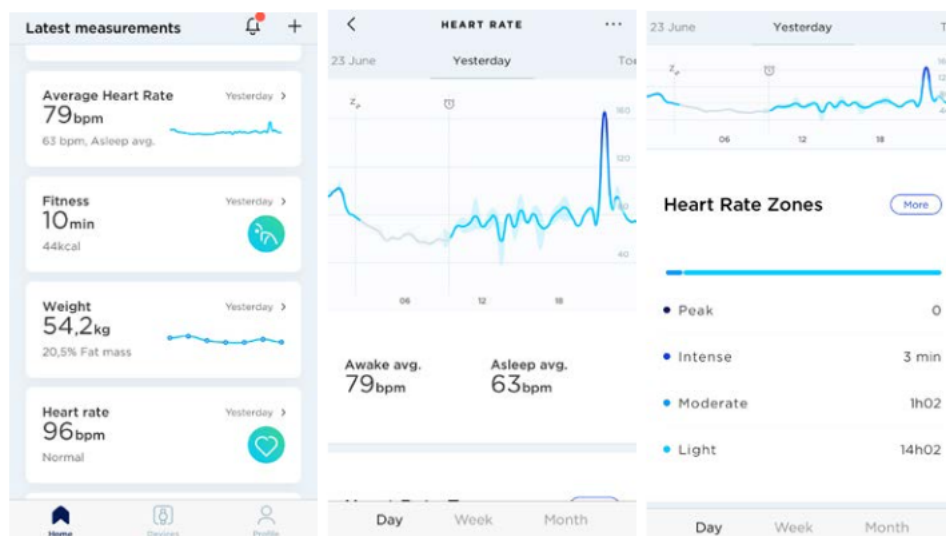 Latest measurements
Average Heart Rate Yesterday
79bpm
63 bpm, Asleep avg.
Fitness Yesterday
10min
44kcal
Weight Yesterday
54,2kg
20,5% Fat mass
Heart rate Yesterday
96bpm
Normal
Home Devices Profile
HEART RATE
23 June Yesterday
160
120
80
40
06 12 18
Awake avg. Asleep avg.
79bpm 63bpm
Day Week Month
23 June Yesterday
06 12 18
Heart Rate Zones More
Peak 0
Intense 3 min
Moderate 1h02
Light 14h02
Day Week Month